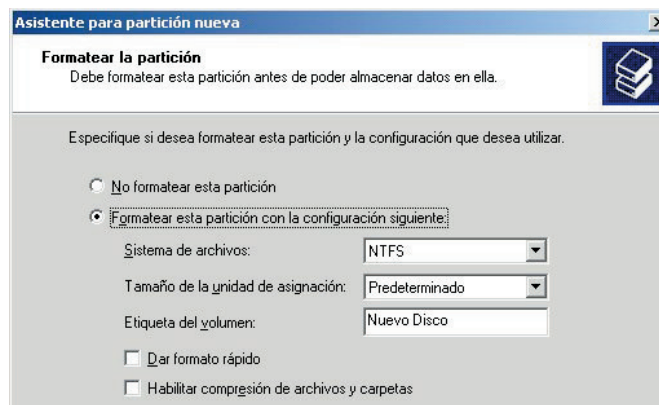 Asistente para partición nueva
Formatear la partición
Debe formatear esta partición antes de poder almacenar datos en ella.
Especifique si desea formatear esta partición y la configuración que desea utilizar.
No formatear esta partición
Formatear esta partición con la configuración siguiente:
Sistema de archivos: NTFS
Tamaño de la unidad de asignación: Predeterminado
Etiqueta del volumen: Nuevo Disco
Dar formato rápido
Habilitar compresión de archivos y carpetas